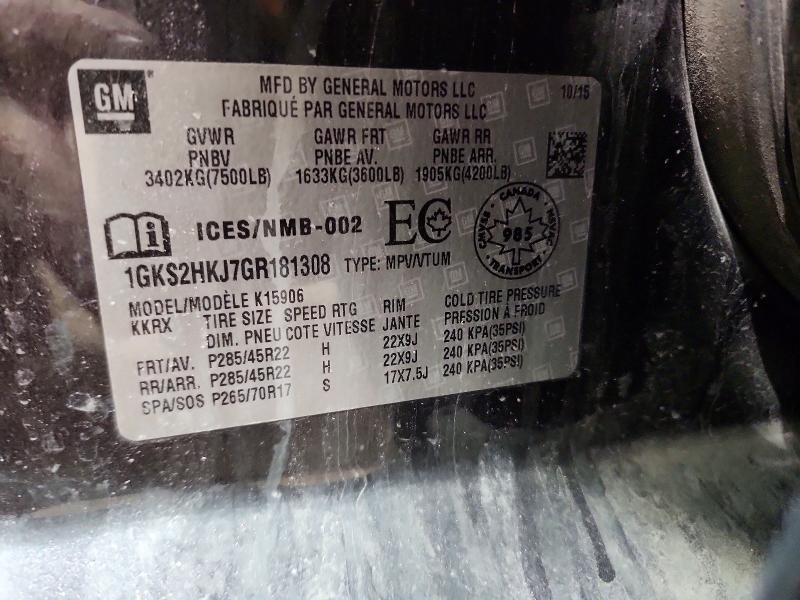 GM
MFD BY GENERAL MOTORS LLC 10/15
FABRIQUÉ PAR GENERAL MOTORS LLC
GVWR GAWR FRT GAWR RR
PNBV PNBE AV. PNBE ARR.
3402KG(7500LB) 1633KG(3600LB) 1905KG(4200LB)
i ICES/NMB-002 EC CANADA 985 TRANSPORT
1GKS2HKJ7GR181308 TYPE: MPV/VTUM
MODEL/MODÈLE K15906
KKRX TIRE SIZE SPEED RTG RIM COLD TIRE PRESSURE
DIM. PNEU COTE VITESSE JANTE PRESSION À FROID
FRT/AV. P285/45R22 H 22X9J 240 KPA(35PSI)
RR/ARR. P285/45R22 H 22X9J 240 KPA(35PSI)
SPA/SOS P265/70R17 S 17X7.5J 240 KPA(35PSI)